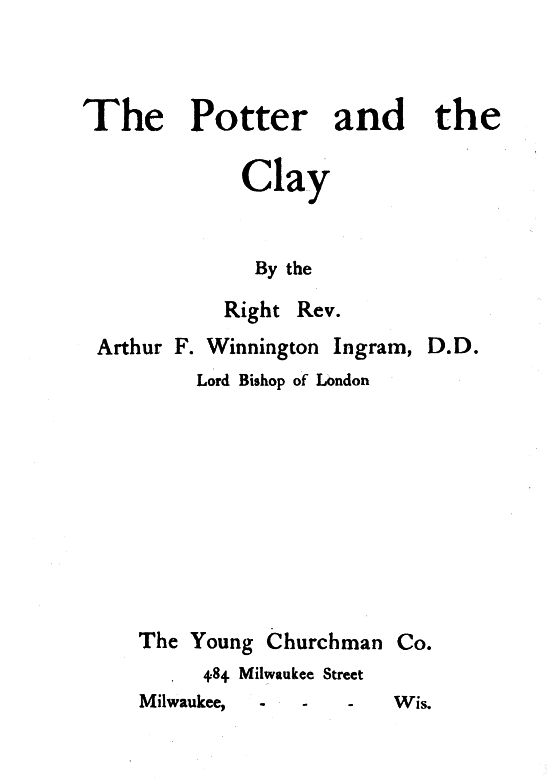 The Potter and the
Clay
By the
Right Rev.
Arthur F. Winnington Ingram, D.D.
Lord Bishop of London
The Young Churchman Co.
484 Milwaukee Street
Milwaukee, - - - Wis.